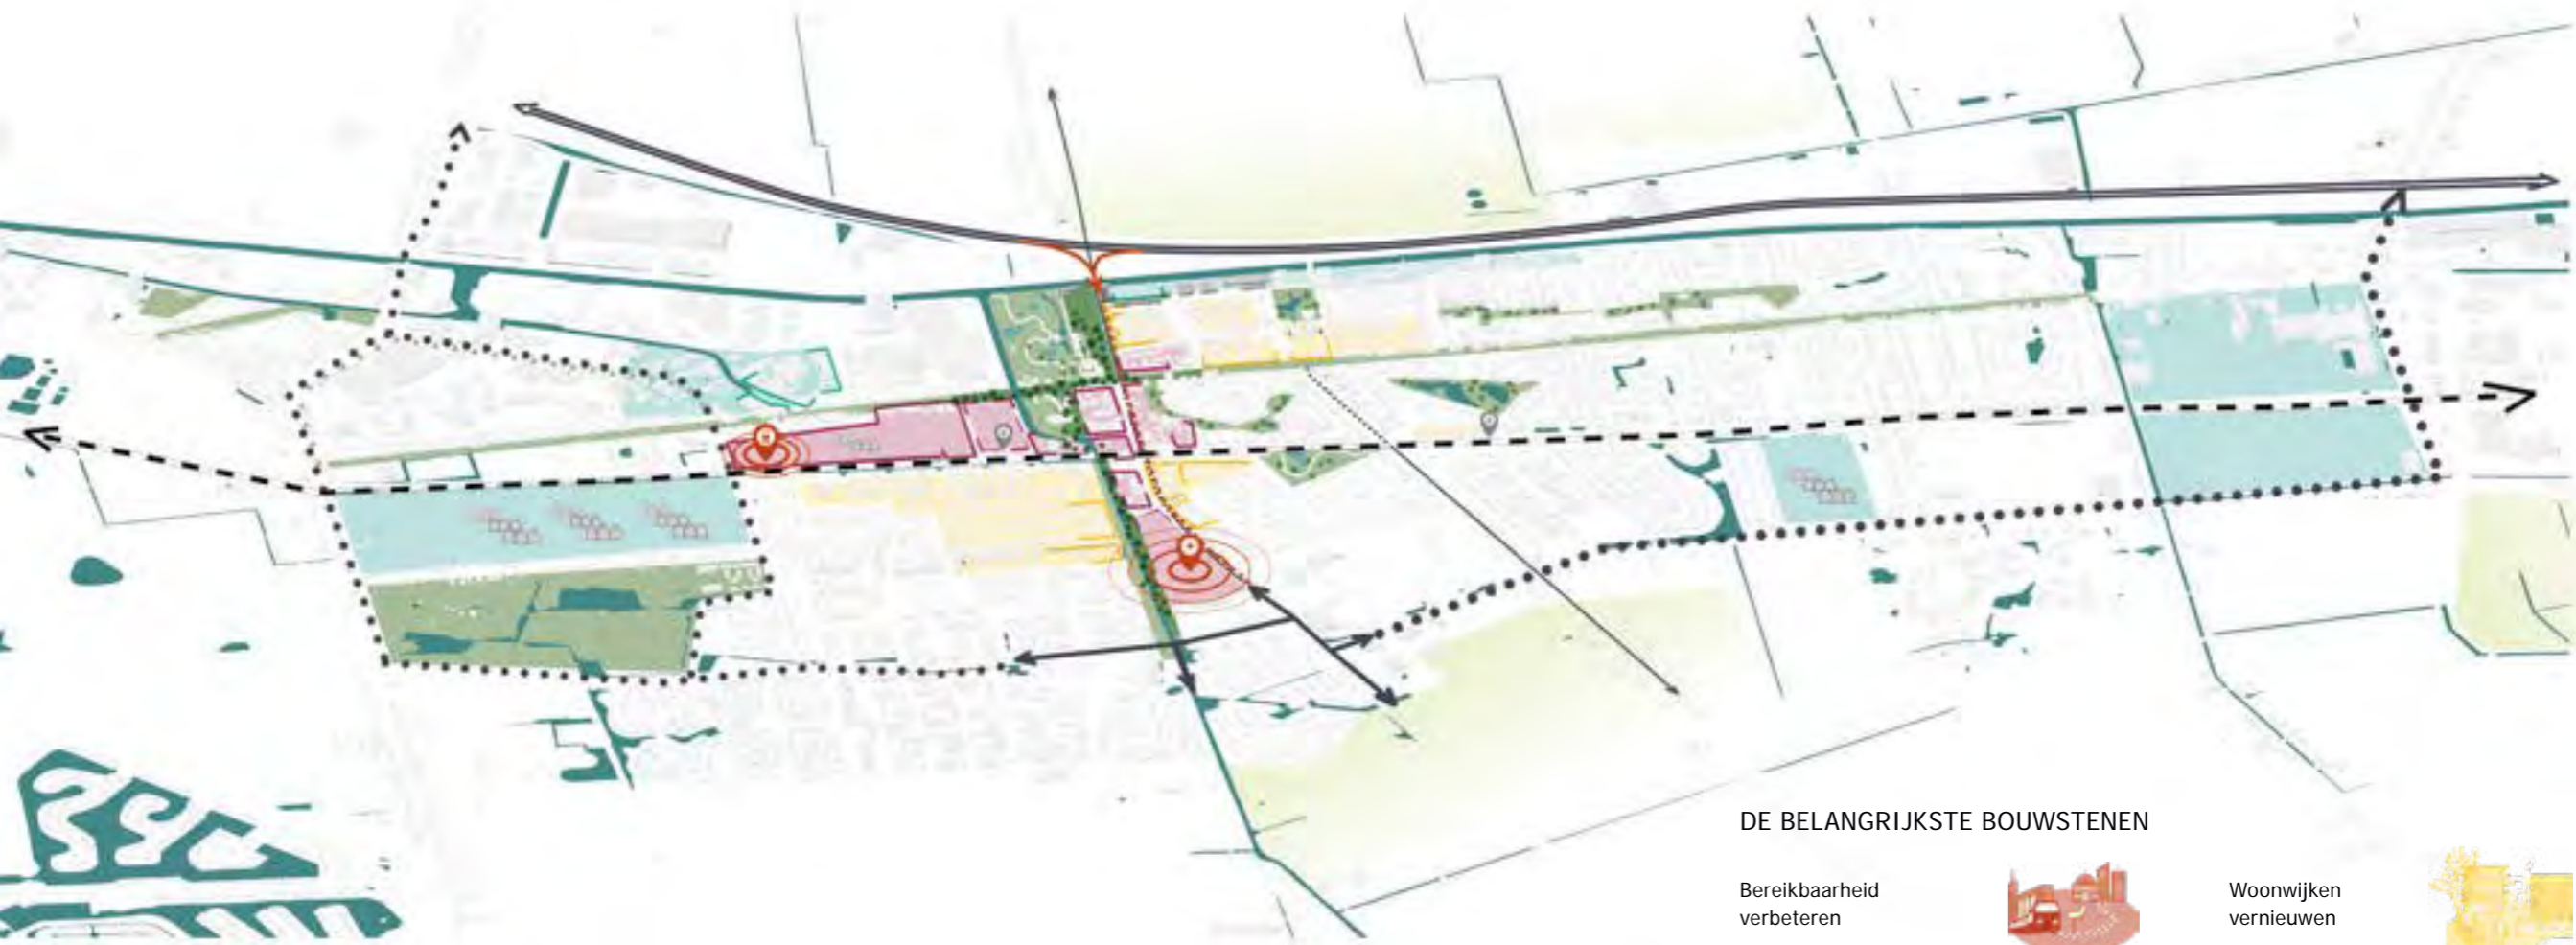 DE BELANGRIJKSTE BOUWSTENEN
Bereikbaarheid
verbeteren
Woonwijken
vernieuwen